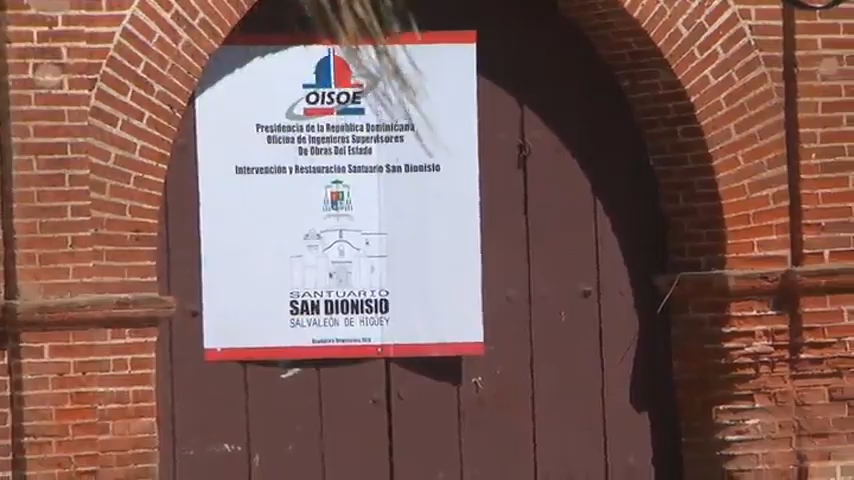 OISOE
Presidencia de la República Dominicana
Oficina de Ingenieros Supervisores
De Obras Del Estado
Intervención y Restauración Santuario San Dionisio
SANTUARIO
SAN DIONISIO
SALVALEÓN DE HIGÜEY